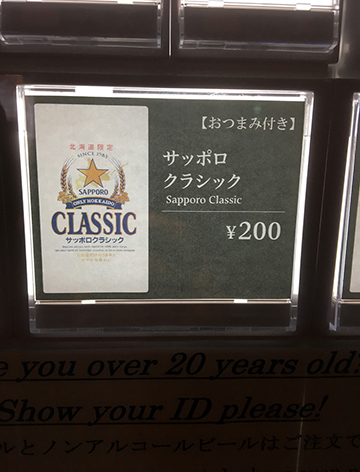 【おつまみ付き】
北海道限定
SINCE 1985
SAPPORO
ONLY HOKKAIDO
CLASSIC
サッポロクラシック
サッポロ
クラシック
Sapporo Classic
¥200
e you over 20 years old?
Show your ID please!
ルとノンアルコールビールはご注文で